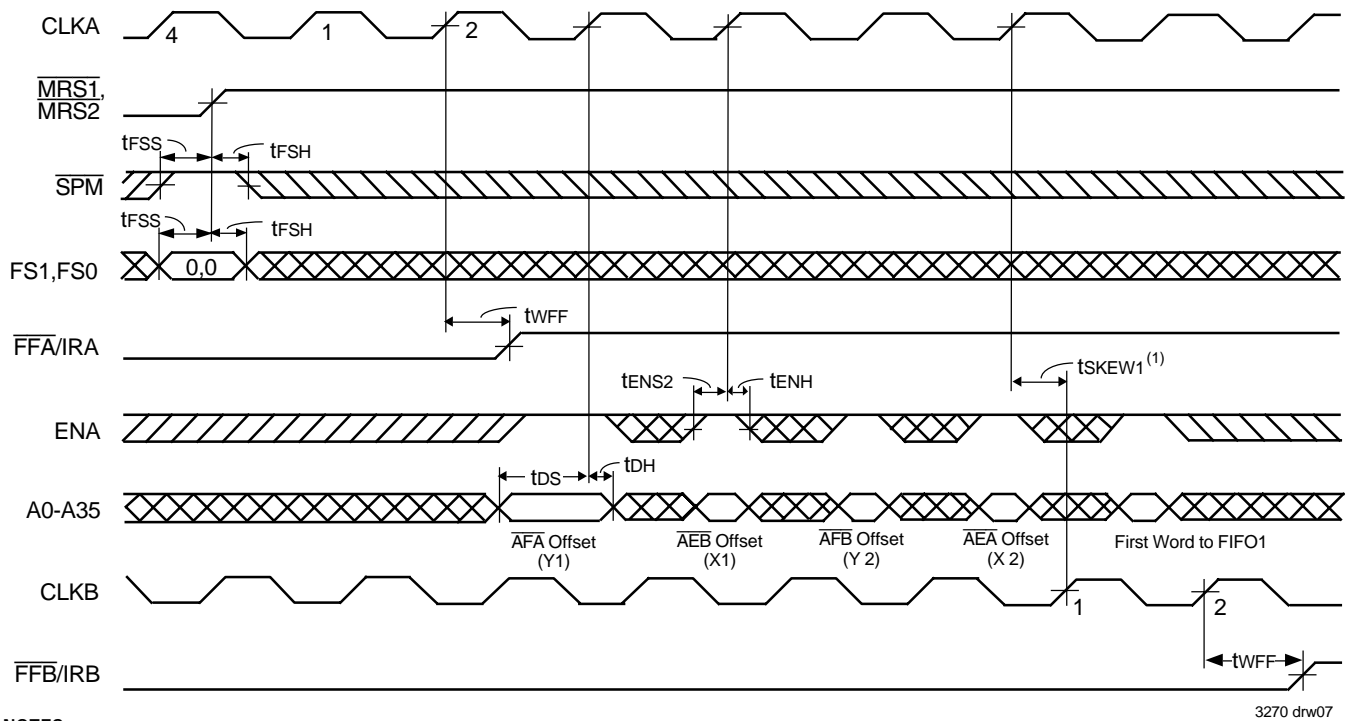 CLKA 4 1 2
MRS1,
MRS2
tFSS tFSH
SPM
tFSS tFSH
FS1,FS0 0,0
tWFF
FFA/IRA
tSKEW1(1)
tENS2 tENH
ENA
tDS tDH
A0-A35
AFA Offset
(Y1)
AEB Offset
(X1)
AFB Offset
(Y 2)
AEA Offset
(X 2)
First Word to FIFO1
CLKB 1 2
tWFF
FFB/IRB
3270 drw07